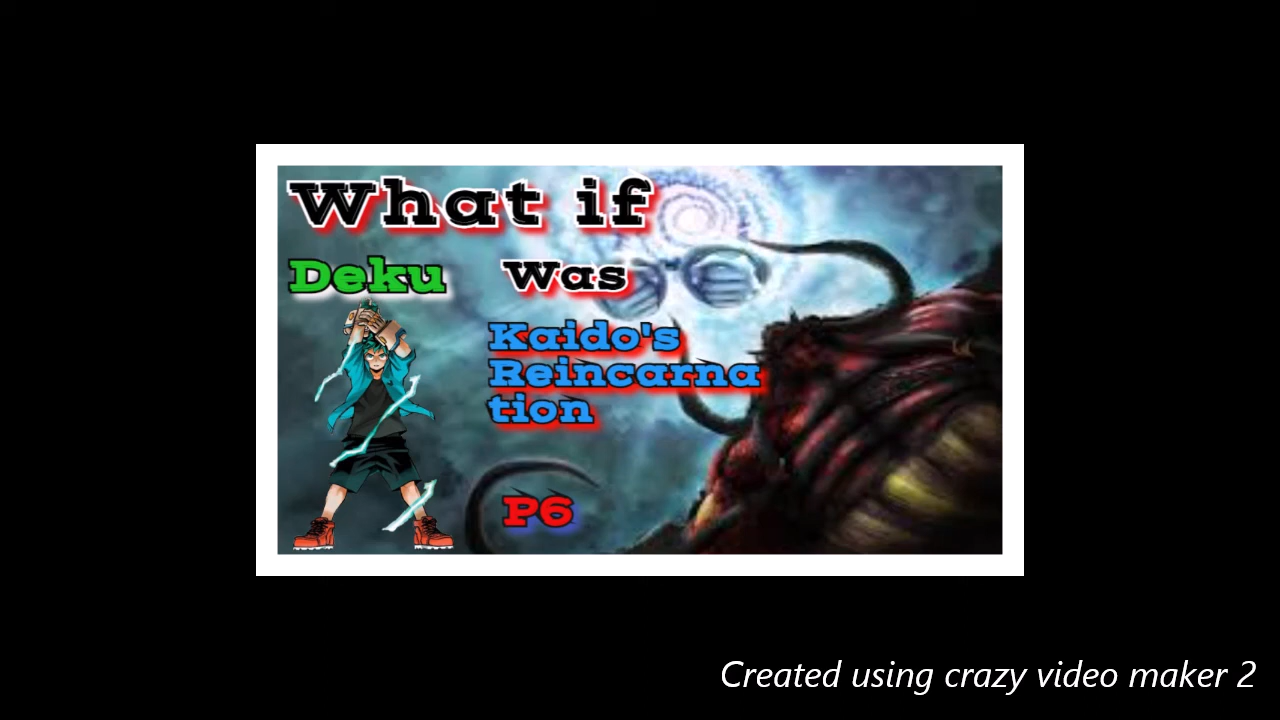 What if
Deku Was
Kaido's
Reincarna
tion
P6
Created using crazy video maker 2